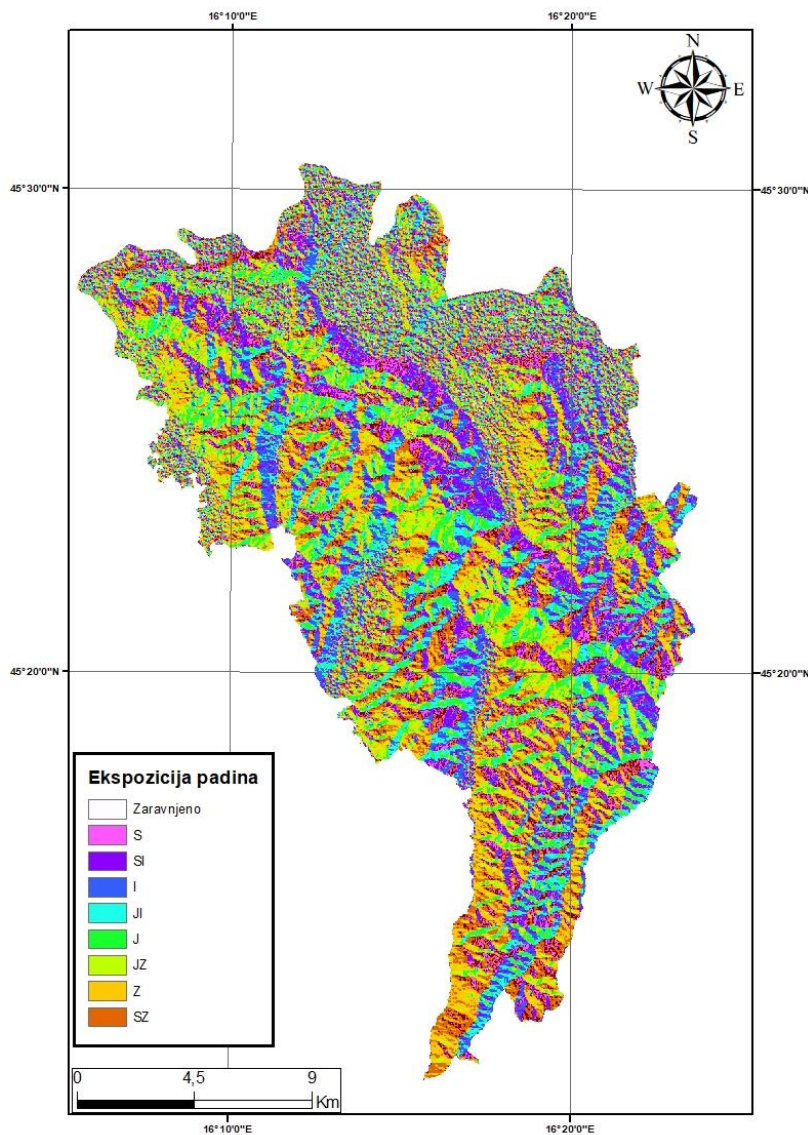 16°10'0"E
16°20'0"E
N
W
E
S
45°30'0"N
45°30'0"N
45°20'0"N
45°20'0"N
Ekspozicija padina
Zaravnjeno
S
SI
I
JI
J
JZ
Z
SZ
0
4,5
9
Km
16°10'0"E
16°20'0"E